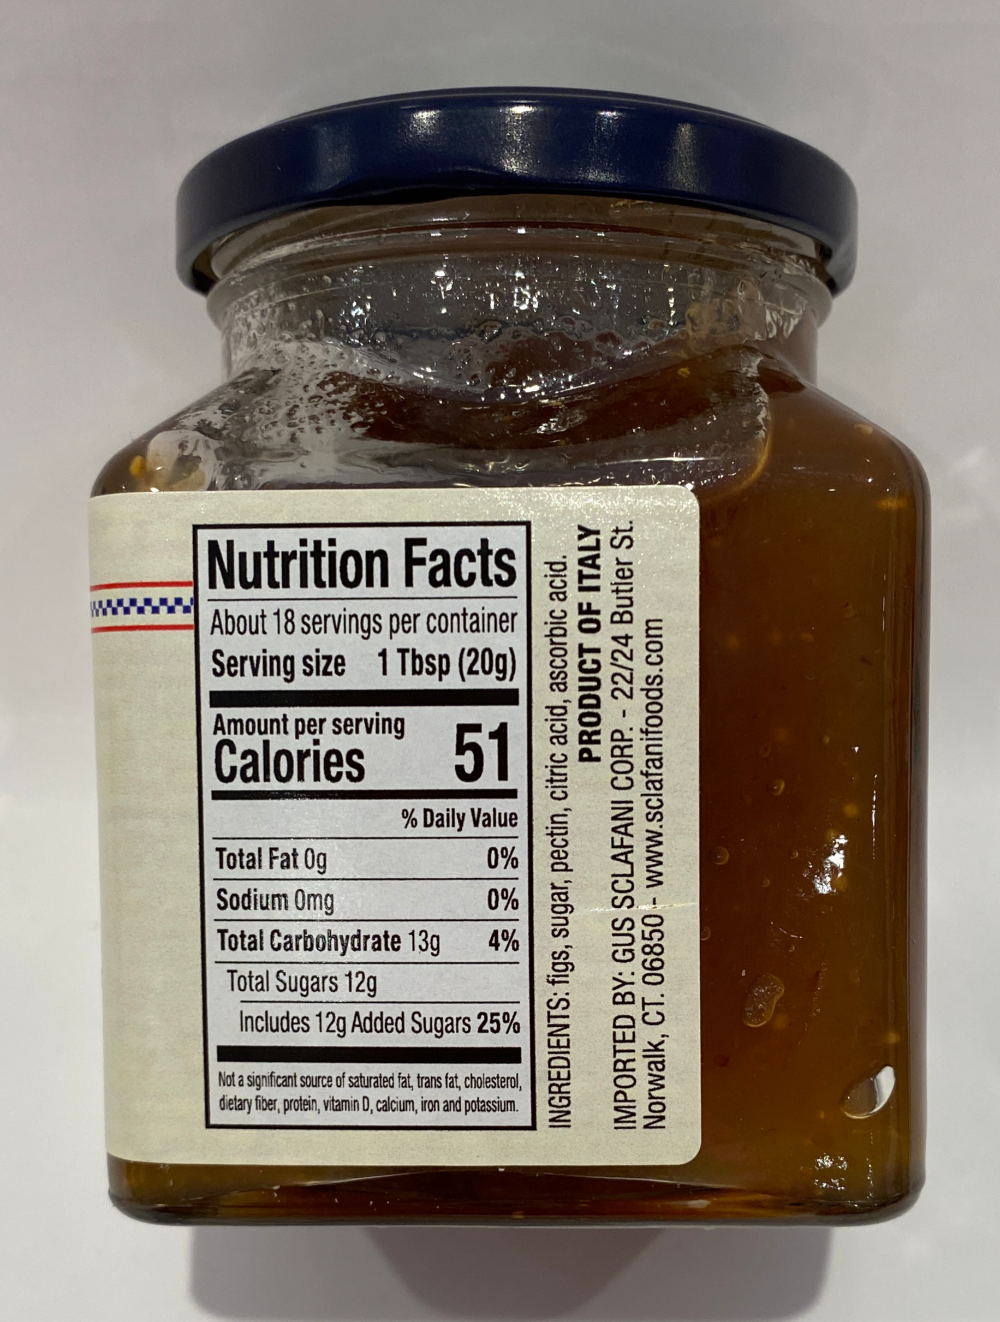 Nutrition Facts
About 18 servings per container
Serving size 1 Tbsp (20g)
Amount per serving
Calories 51
% Daily Value
Total Fat 0g 0%
Sodium 0mg 0%
Total Carbohydrate 13g 4%
Total Sugars 12g
Includes 12g Added Sugars 25%
Not a significant source of saturated fat, trans fat, cholesterol,
dietary fiber, protein, vitamin D, calcium, iron and potassium.
INGREDIENTS: figs, sugar, pectin, citric acid, ascorbic acid.
PRODUCT OF ITALY
IMPORTED BY: GUS SCLAFANI CORP. - 22/24 Butler St.
Norwalk, CT. 06850 - www.sclafanifoods.com